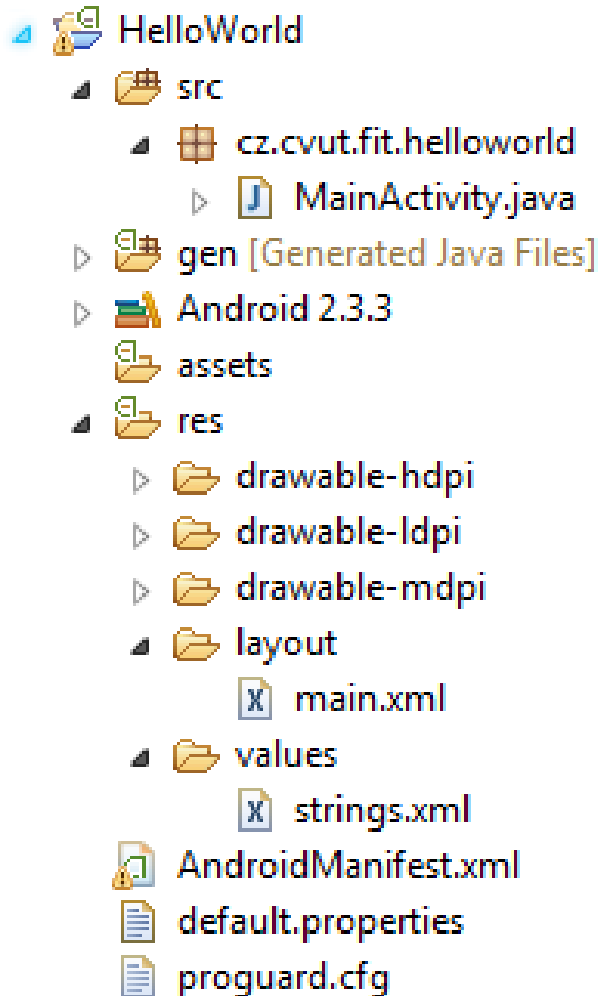 HelloWorld
src
cz.cvut.fit.helloworld
MainActivity.java
gen [Generated Java Files]
Android 2.3.3
assets
res
drawable-hdpi
drawable-ldpi
drawable-mdpi
layout
main.xml
values
strings.xml
AndroidManifest.xml
default.properties
proguard.cfg